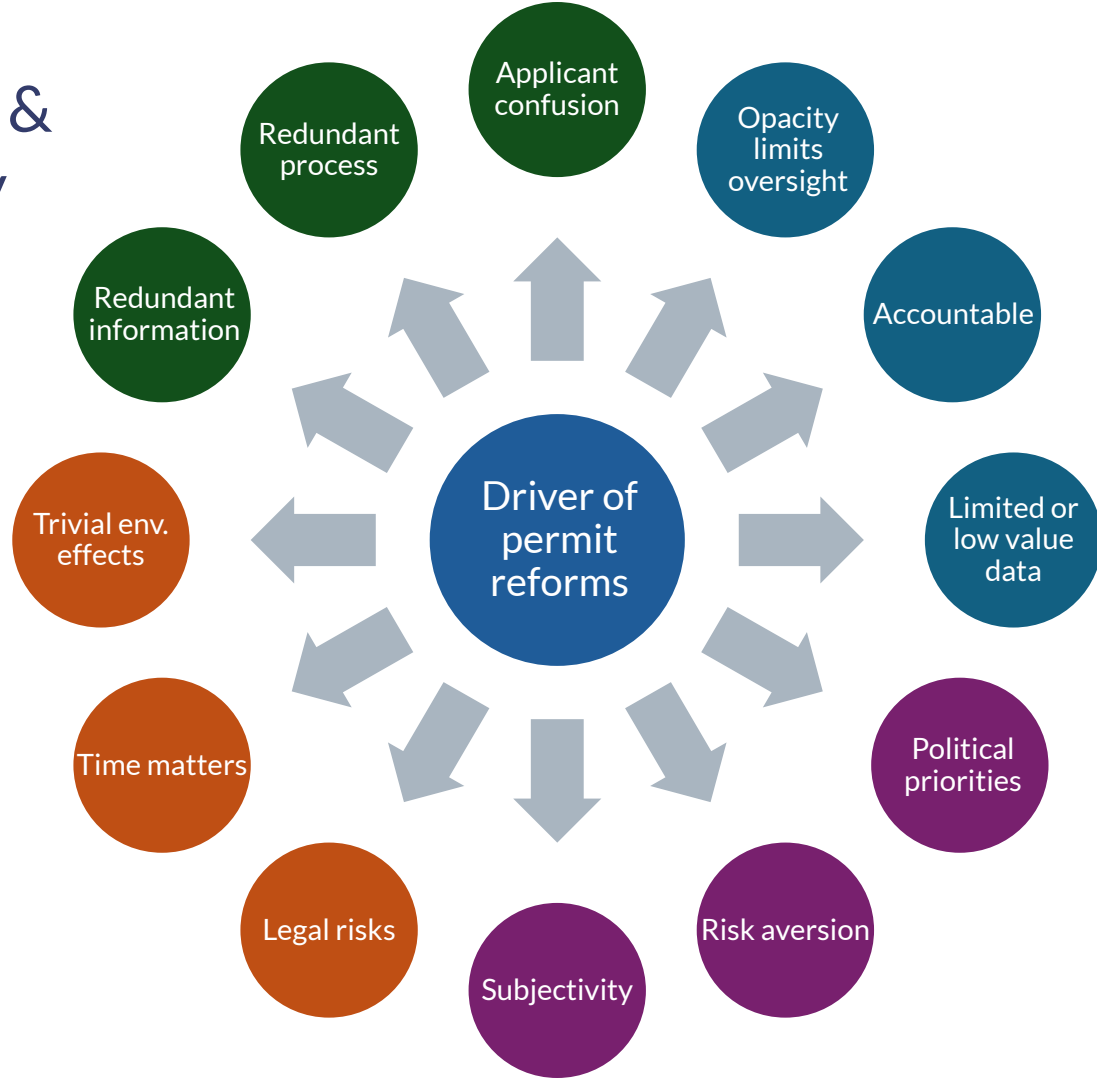 &
Applicant
confusion
Opacity
limits
oversight
Accountable
Limited or
low value
data
Political
priorities
Risk aversion
Subjectivity
Legal risks
Time matters
Trivial env.
effects
Redundant
information
Redundant
process
Driver of
permit
reforms